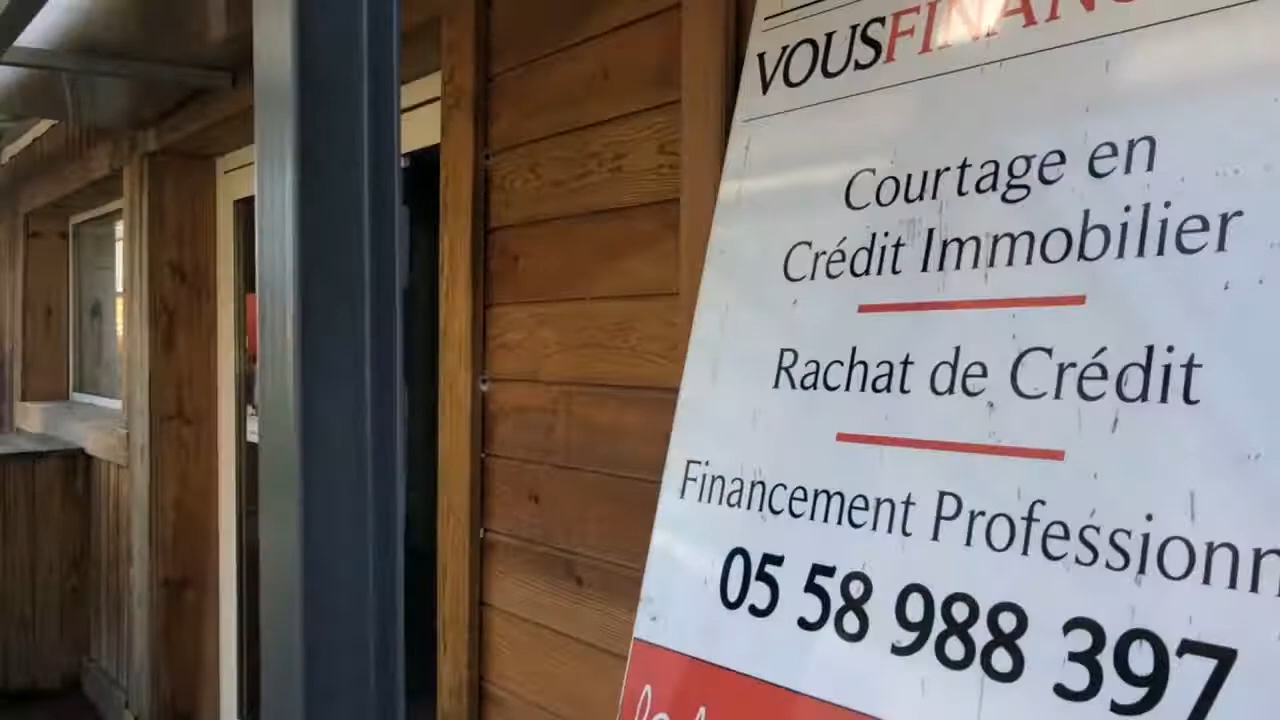 VOUSFINAN
Courtage en
Crédit Immobilier
Rachat de Crédit
Financement Professionn
05 58 988 397